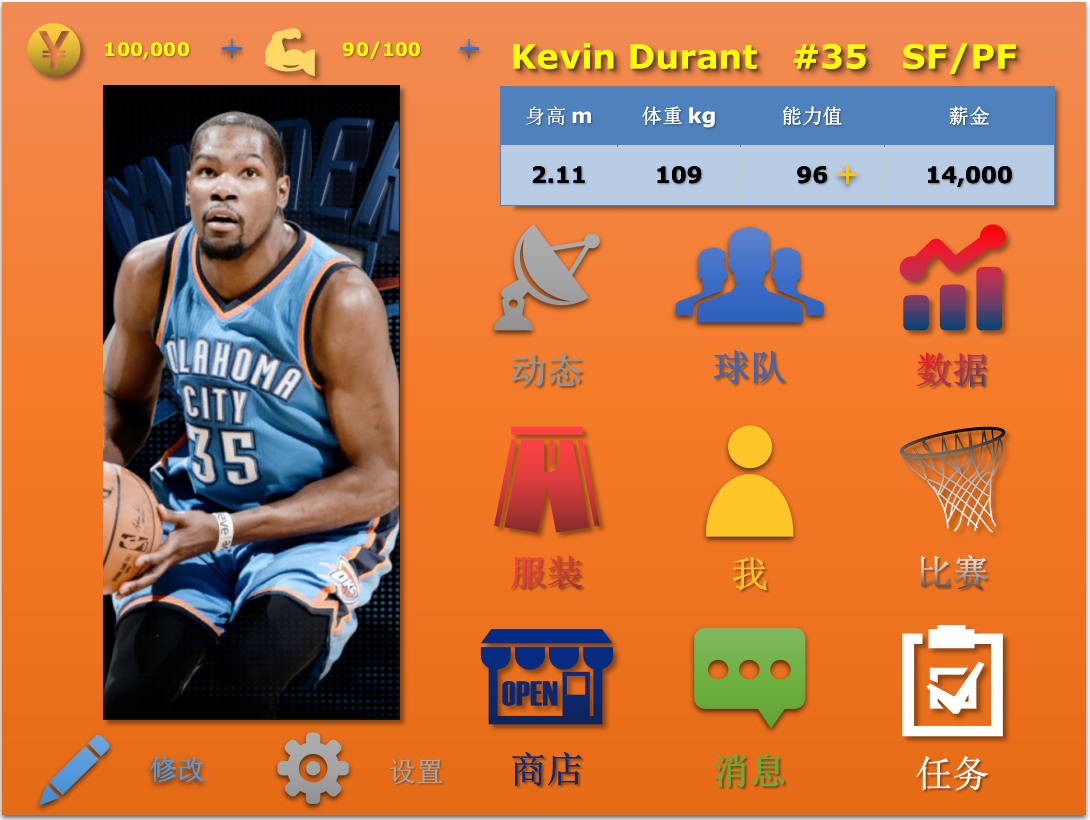 ¥ 100,000 + 90/100 + Kevin Durant #35 SF/PF
身高 m 体重 kg 能力值 薪金
2.11 109 96 + 14,000
OKLAHOMA
CITY
35
动态 球队 数据
服装 我 比赛
OPEN
商店 消息 任务
修改 设置